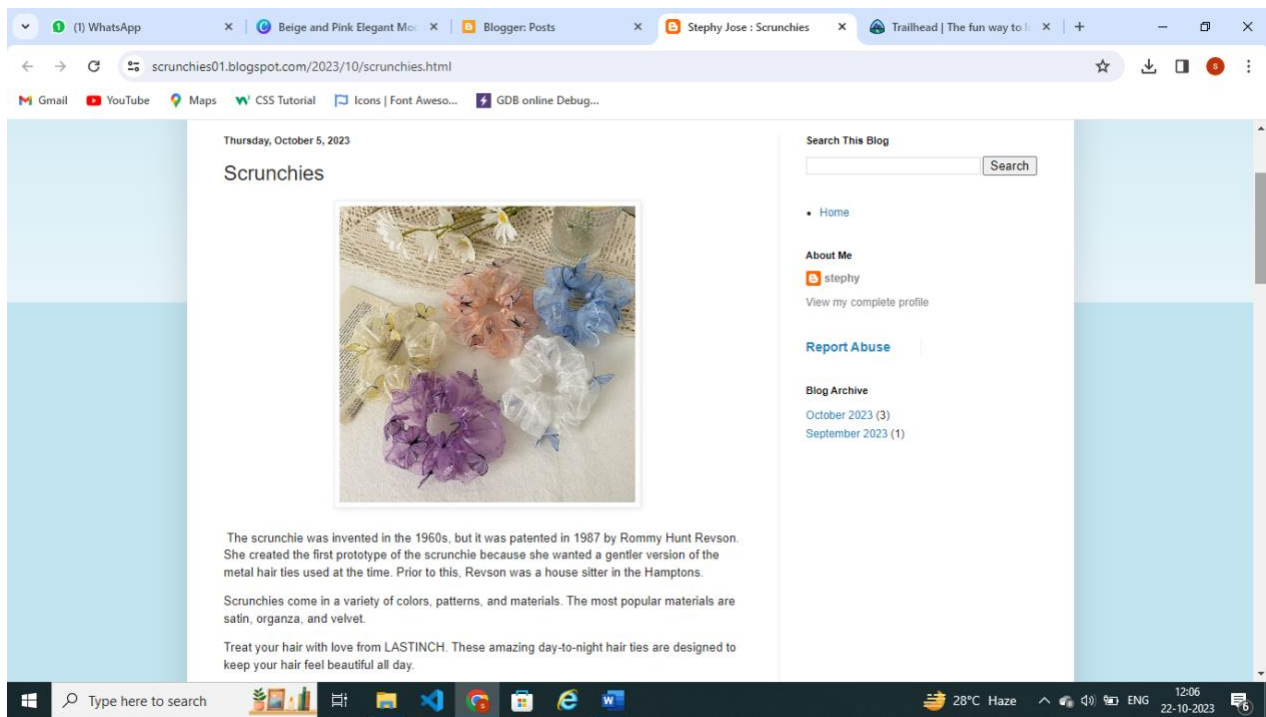 (1) WhatsApp
Beige and Pink Elegant Moc
Blogger: Posts
Stephy Jose : Scrunchies
Trailhead | The fun way to l
scrunchies01.blogspot.com/2023/10/scrunchies.html
Gmail
YouTube
Maps
CSS Tutorial
Icons | Font Aweso...
GDB online Debug...
Thursday, October 5, 2023
Scrunchies
The scrunchie was invented in the 1960s, but it was patented in 1987 by Rommy Hunt Revson.
She created the first prototype of the scrunchie because she wanted a gentler version of the
metal hair ties used at the time. Prior to this, Revson was a house sitter in the Hamptons.
Scrunchies come in a variety of colors, patterns, and materials. The most popular materials are
satin, organza, and velvet.
Treat your hair with love from LASTINCH. These amazing day-to-night hair ties are designed to
keep your hair feel beautiful all day.
Search This Blog
Search
Home
About Me
stephy
View my complete profile
Report Abuse
Blog Archive
October 2023 (3)
September 2023 (1)
Type here to search
28°C Haze
ENG
12:06
22-10-2023
6